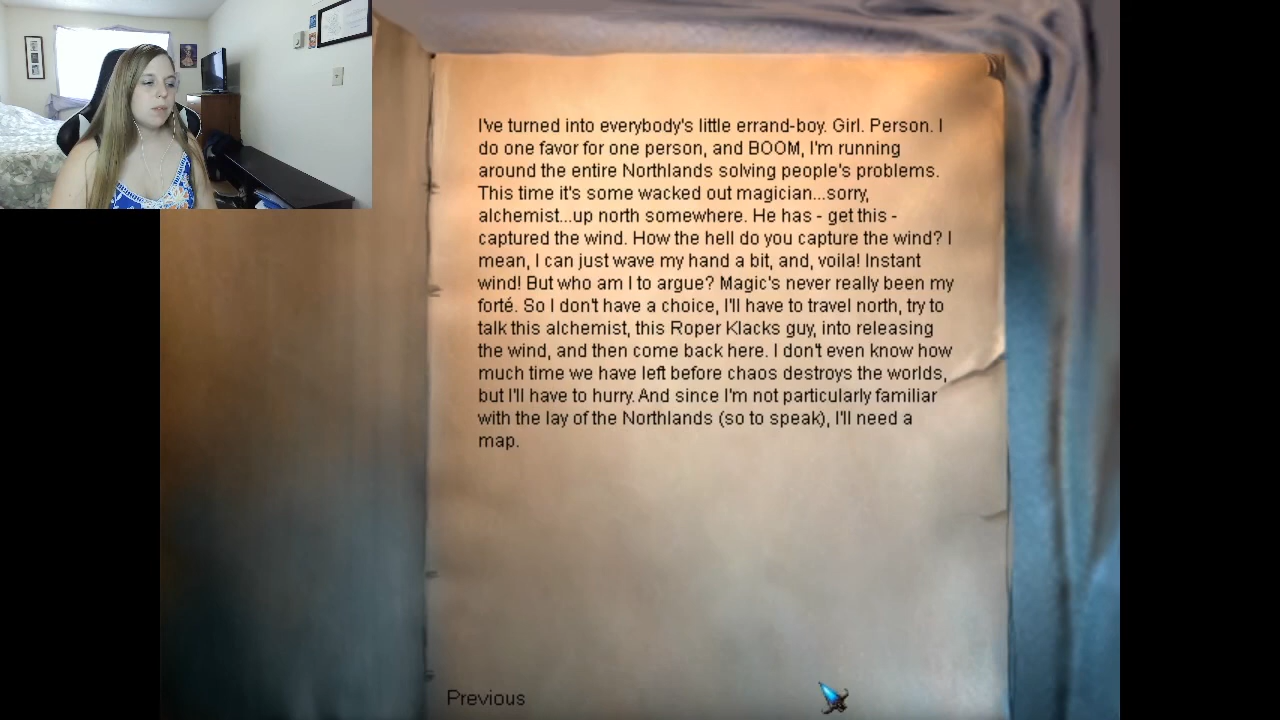 I've turned into everybody's little errand-boy. Girl. Person. I
do one favor for one person, and BOOM, I'm running
around the entire Northlands solving people's problems.
This time it's some wacked out magician...sorry,
alchemist...up north somewhere. He has - get this -
captured the wind. How the hell do you capture the wind? I
mean, I can just wave my hand a bit, and, voila! Instant
wind! But who am I to argue? Magic's never really been my
forté. So I don't have a choice, I'll have to travel north, try to
talk this alchemist, this Roper Klacks guy, into releasing
the wind, and then come back here. I don't even know how
much time we have left before chaos destroys the worlds,
but I'll have to hurry. And since I'm not particularly familiar
with the lay of the Northlands (so to speak), I'll need a
map.
Previous